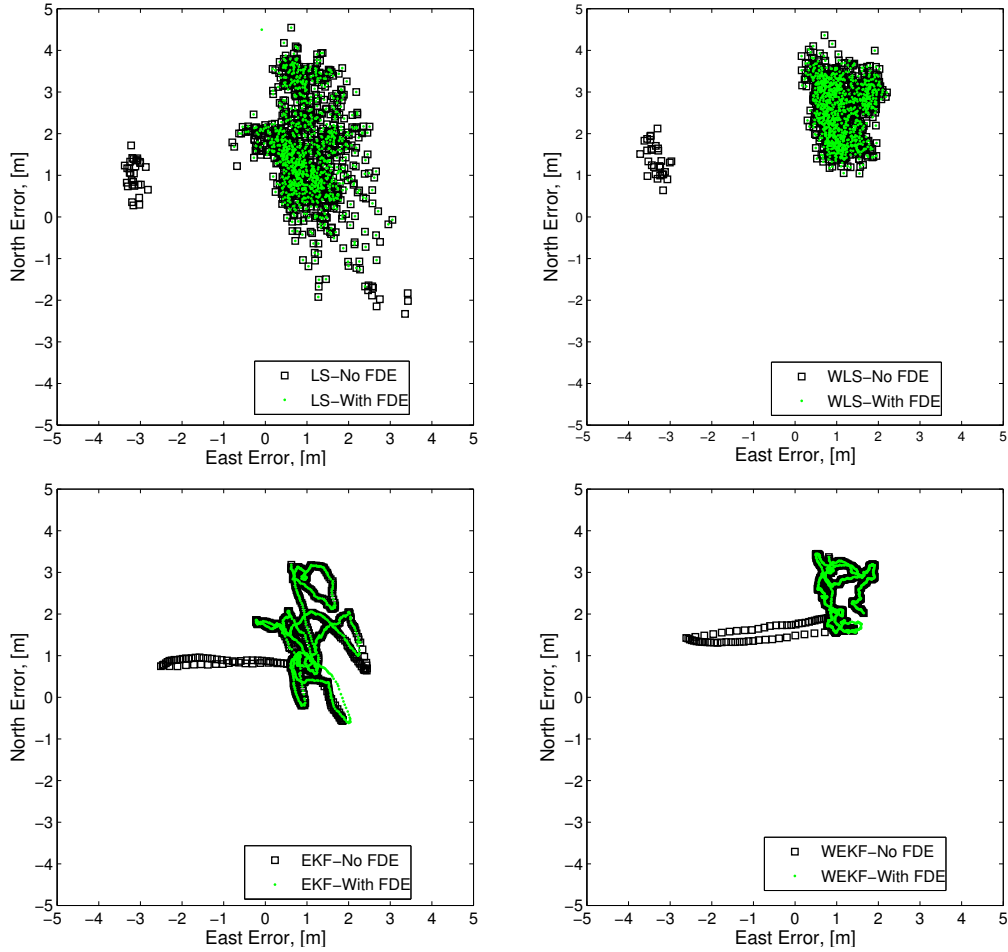 5
4
3
2
1
0
−1
−2
−3
−4
−5
North Error, [m]
LS−No FDE
LS−With FDE
−5 −4 −3 −2 −1 0 1 2 3 4 5
East Error, [m]
5
4
3
2
1
0
−1
−2
−3
−4
−5
North Error, [m]
WLS−No FDE
WLS−With FDE
−5 −4 −3 −2 −1 0 1 2 3 4 5
East Error, [m]
5
4
3
2
1
0
−1
−2
−3
−4
−5
North Error, [m]
EKF−No FDE
EKF−With FDE
−5 −4 −3 −2 −1 0 1 2 3 4 5
East Error, [m]
5
4
3
2
1
0
−1
−2
−3
−4
−5
North Error, [m]
WEKF−No FDE
WEKF−With FDE
−5 −4 −3 −2 −1 0 1 2 3 4 5
East Error, [m]